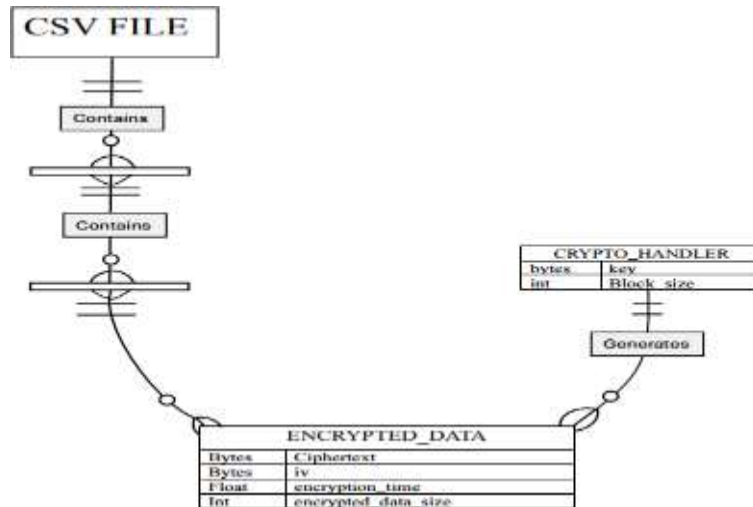 CSV FILE
Contains
Contains
CRYPTO_HANDLER
bytes key
int Block_size
Generates
ENCRYPTED_DATA
Bytes Ciphertext
Bytes iv
Float encryption_time
Int encrypted_data_size